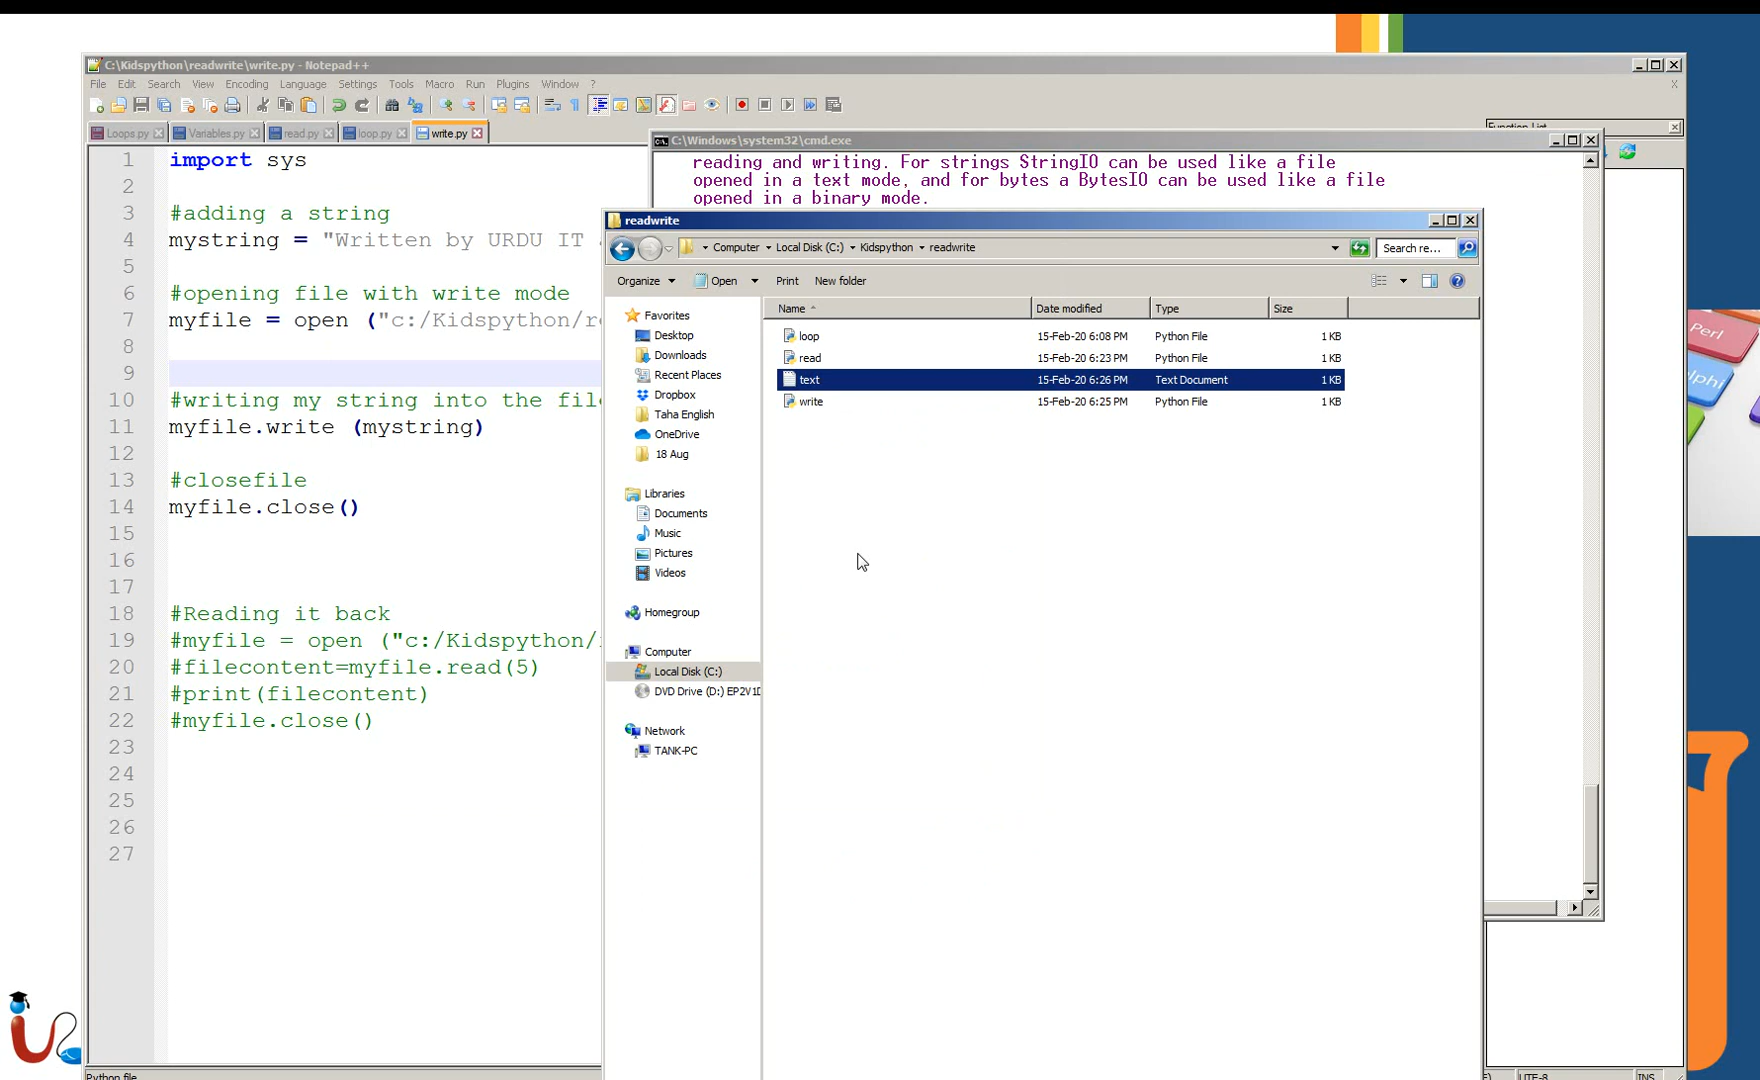 C:\Kidspython\readwrite\write.py - Notepad++
File Edit Search View Encoding Language Settings Tools Macro Run Plugins Window ?
X
Loops.py Variables.py read.py loop.py write.py
1 import sys
2
3 #adding a string
4 mystring = "Written by URDU IT
5
6 #opening file with write mode
7 myfile = open ("c:/Kidspython/
8
9
10 #writing my string into the
11 myfile.write (mystring)
12
13 #closefile
14 myfile.close()
15
16
17
18 #Reading it back
19 #myfile = open ("c:/Kidspython/
20 #filecontent=myfile.read(5)
21 #print(filecontent)
22 #myfile.close()
23
24
25
26
27
Python file
C:\Windows\system32\cmd.exe
reading and writing. For strings StringIO can be used like a file
opened in a text mode, and for bytes a BytesIO can be used like a file
opened in a binary mode.
readwrite
Computer Local Disk (C:) Kidspython readwrite
Search re...
Organize Open Print New folder
Name Date modified Type Size
loop 15-Feb-20 6:08 PM Python File 1 KB
read 15-Feb-20 6:23 PM Python File 1 KB
text 15-Feb-20 6:26 PM Text Document 1 KB
write 15-Feb-20 6:25 PM Python File 1 KB
Favorites
Desktop
Downloads
Recent Places
Dropbox
Taha English
OneDrive
18 Aug
Libraries
Documents
Music
Pictures
Videos
Homegroup
Computer
Local Disk (C:)
DVD Drive (D:) EP2V1D
Network
TANK-PC
Function List
Perl
UTF-8 INS